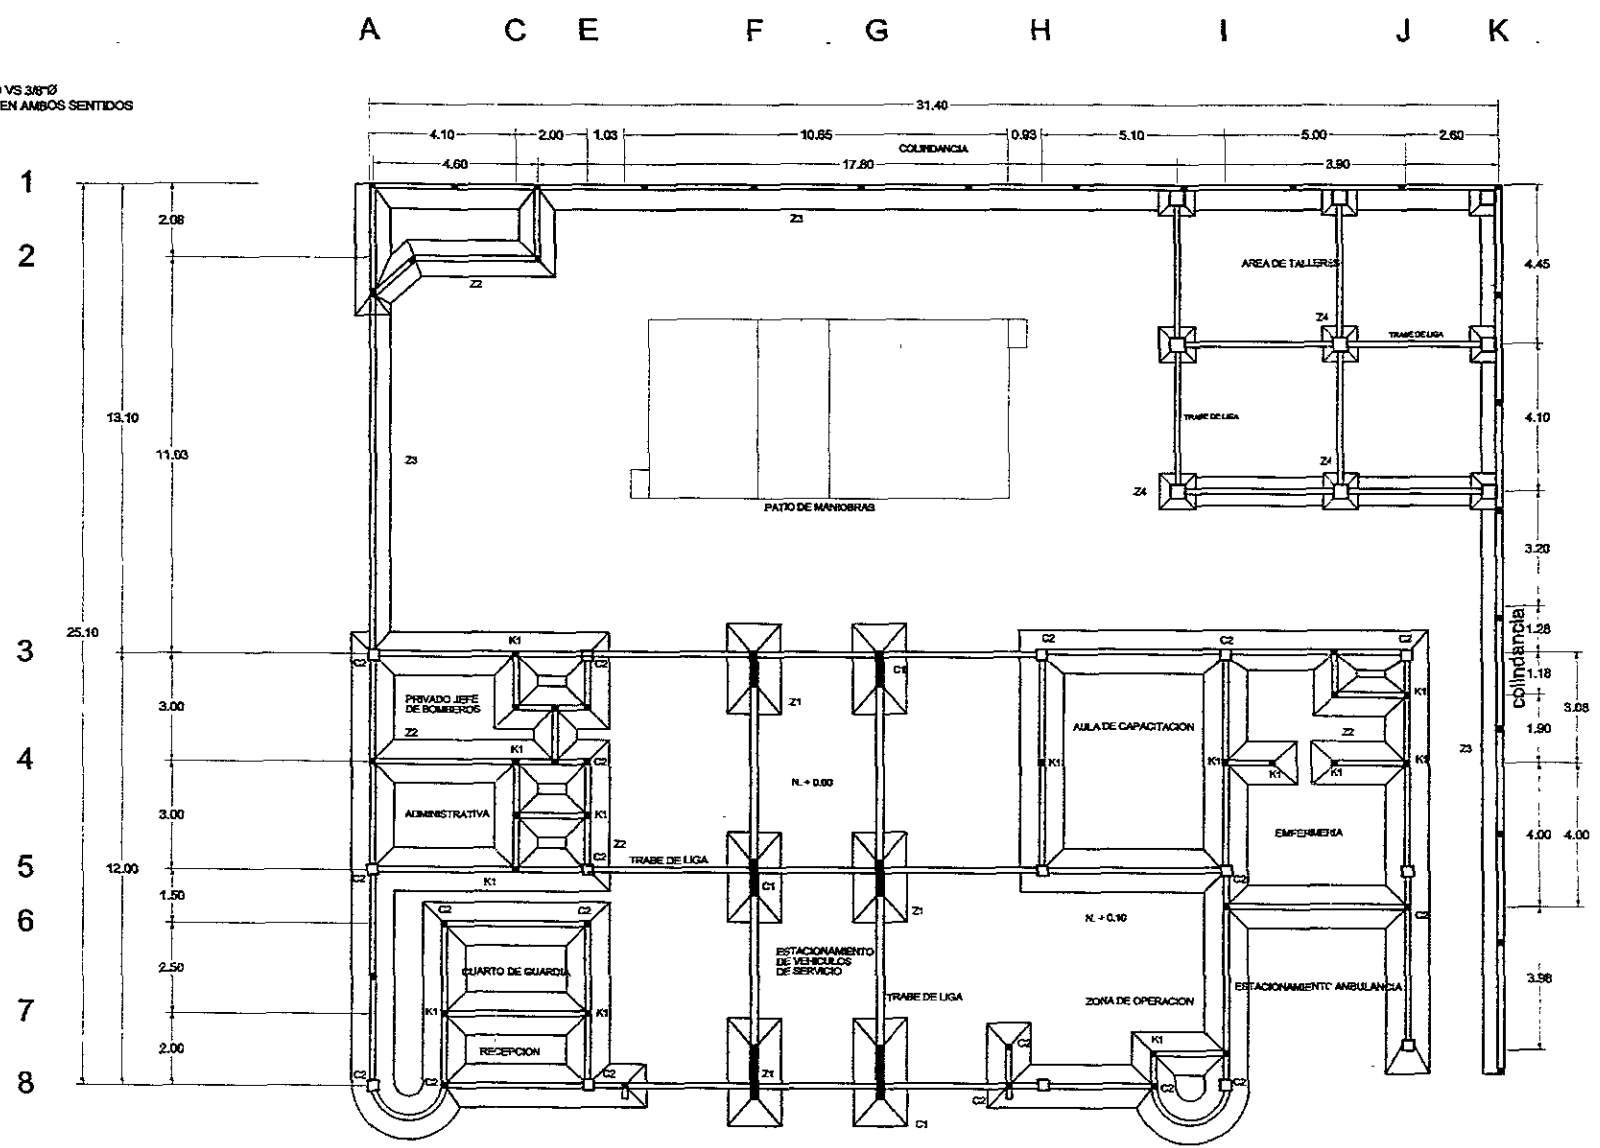 A C E F G H I J K
VS 3/8"Ø
EN AMBOS SENTIDOS
31.40
4.10 2.00 1.03 10.65 0.93 5.10 5.00 2.60
COLINDANCIA
4.60 17.80 3.90
1
2.08
Z3
2
AREA DE TALLERES
4.45
Z2
Z4
TRABE DE LIGA
13.10
TRABE DE LIGA
4.10
11.03
Z3
Z4
Z4
PATIO DE MANIOBRAS
3.20
25.10
colindancia
1.28
K1
C2 C2 C2
3
C2
C2
C1
1.18
K1
PRIVADO JEFE
DE BOMBEROS
3.00
Z1
3.08
AULA DE CAPACITACION
1.90
Z2
Z2
Z3
K1
4
C2
K1
K1
K1
K1
K1
N. + 0.00
ADMINISTRATIVA
3.00
K1
EMFERMERIA
4.00 4.00
Z2
C2
TRABE DE LIGA
5
12.00
C2
K1
C1
C2
1.50
C2 C2
Z1
N. + 0.10
C2
6
ESTACIONAMIENTO
DE VEHICULOS
DE SERVICIO
CUARTO DE GUARDIA
2.50
3.98
ESTACIONAMIENTO AMBULANCIA
TRABE DE LIGA
ZONA DE OPERACION
7
K1 K1
2.00
RECEPCION
C2
K1
8
C2
C2
C2
Z1
C2
C2
C2
C1